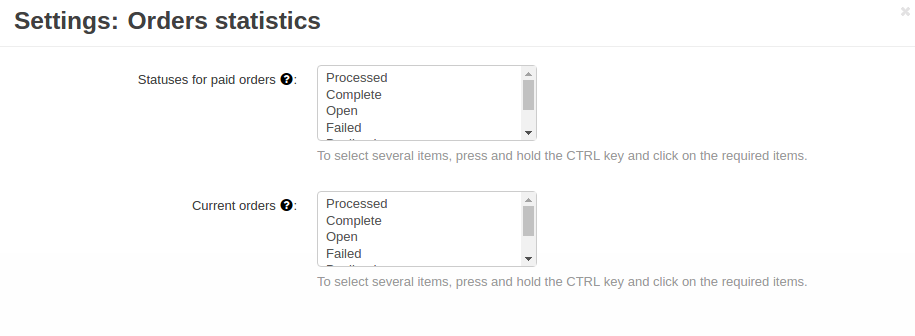 Settings: Orders statistics
Statuses for paid orders ?:
Processed
Complete
Open
Failed
To select several items, press and hold the CTRL key and click on the required items.
Current orders ?:
Processed
Complete
Open
Failed
To select several items, press and hold the CTRL key and click on the required items.